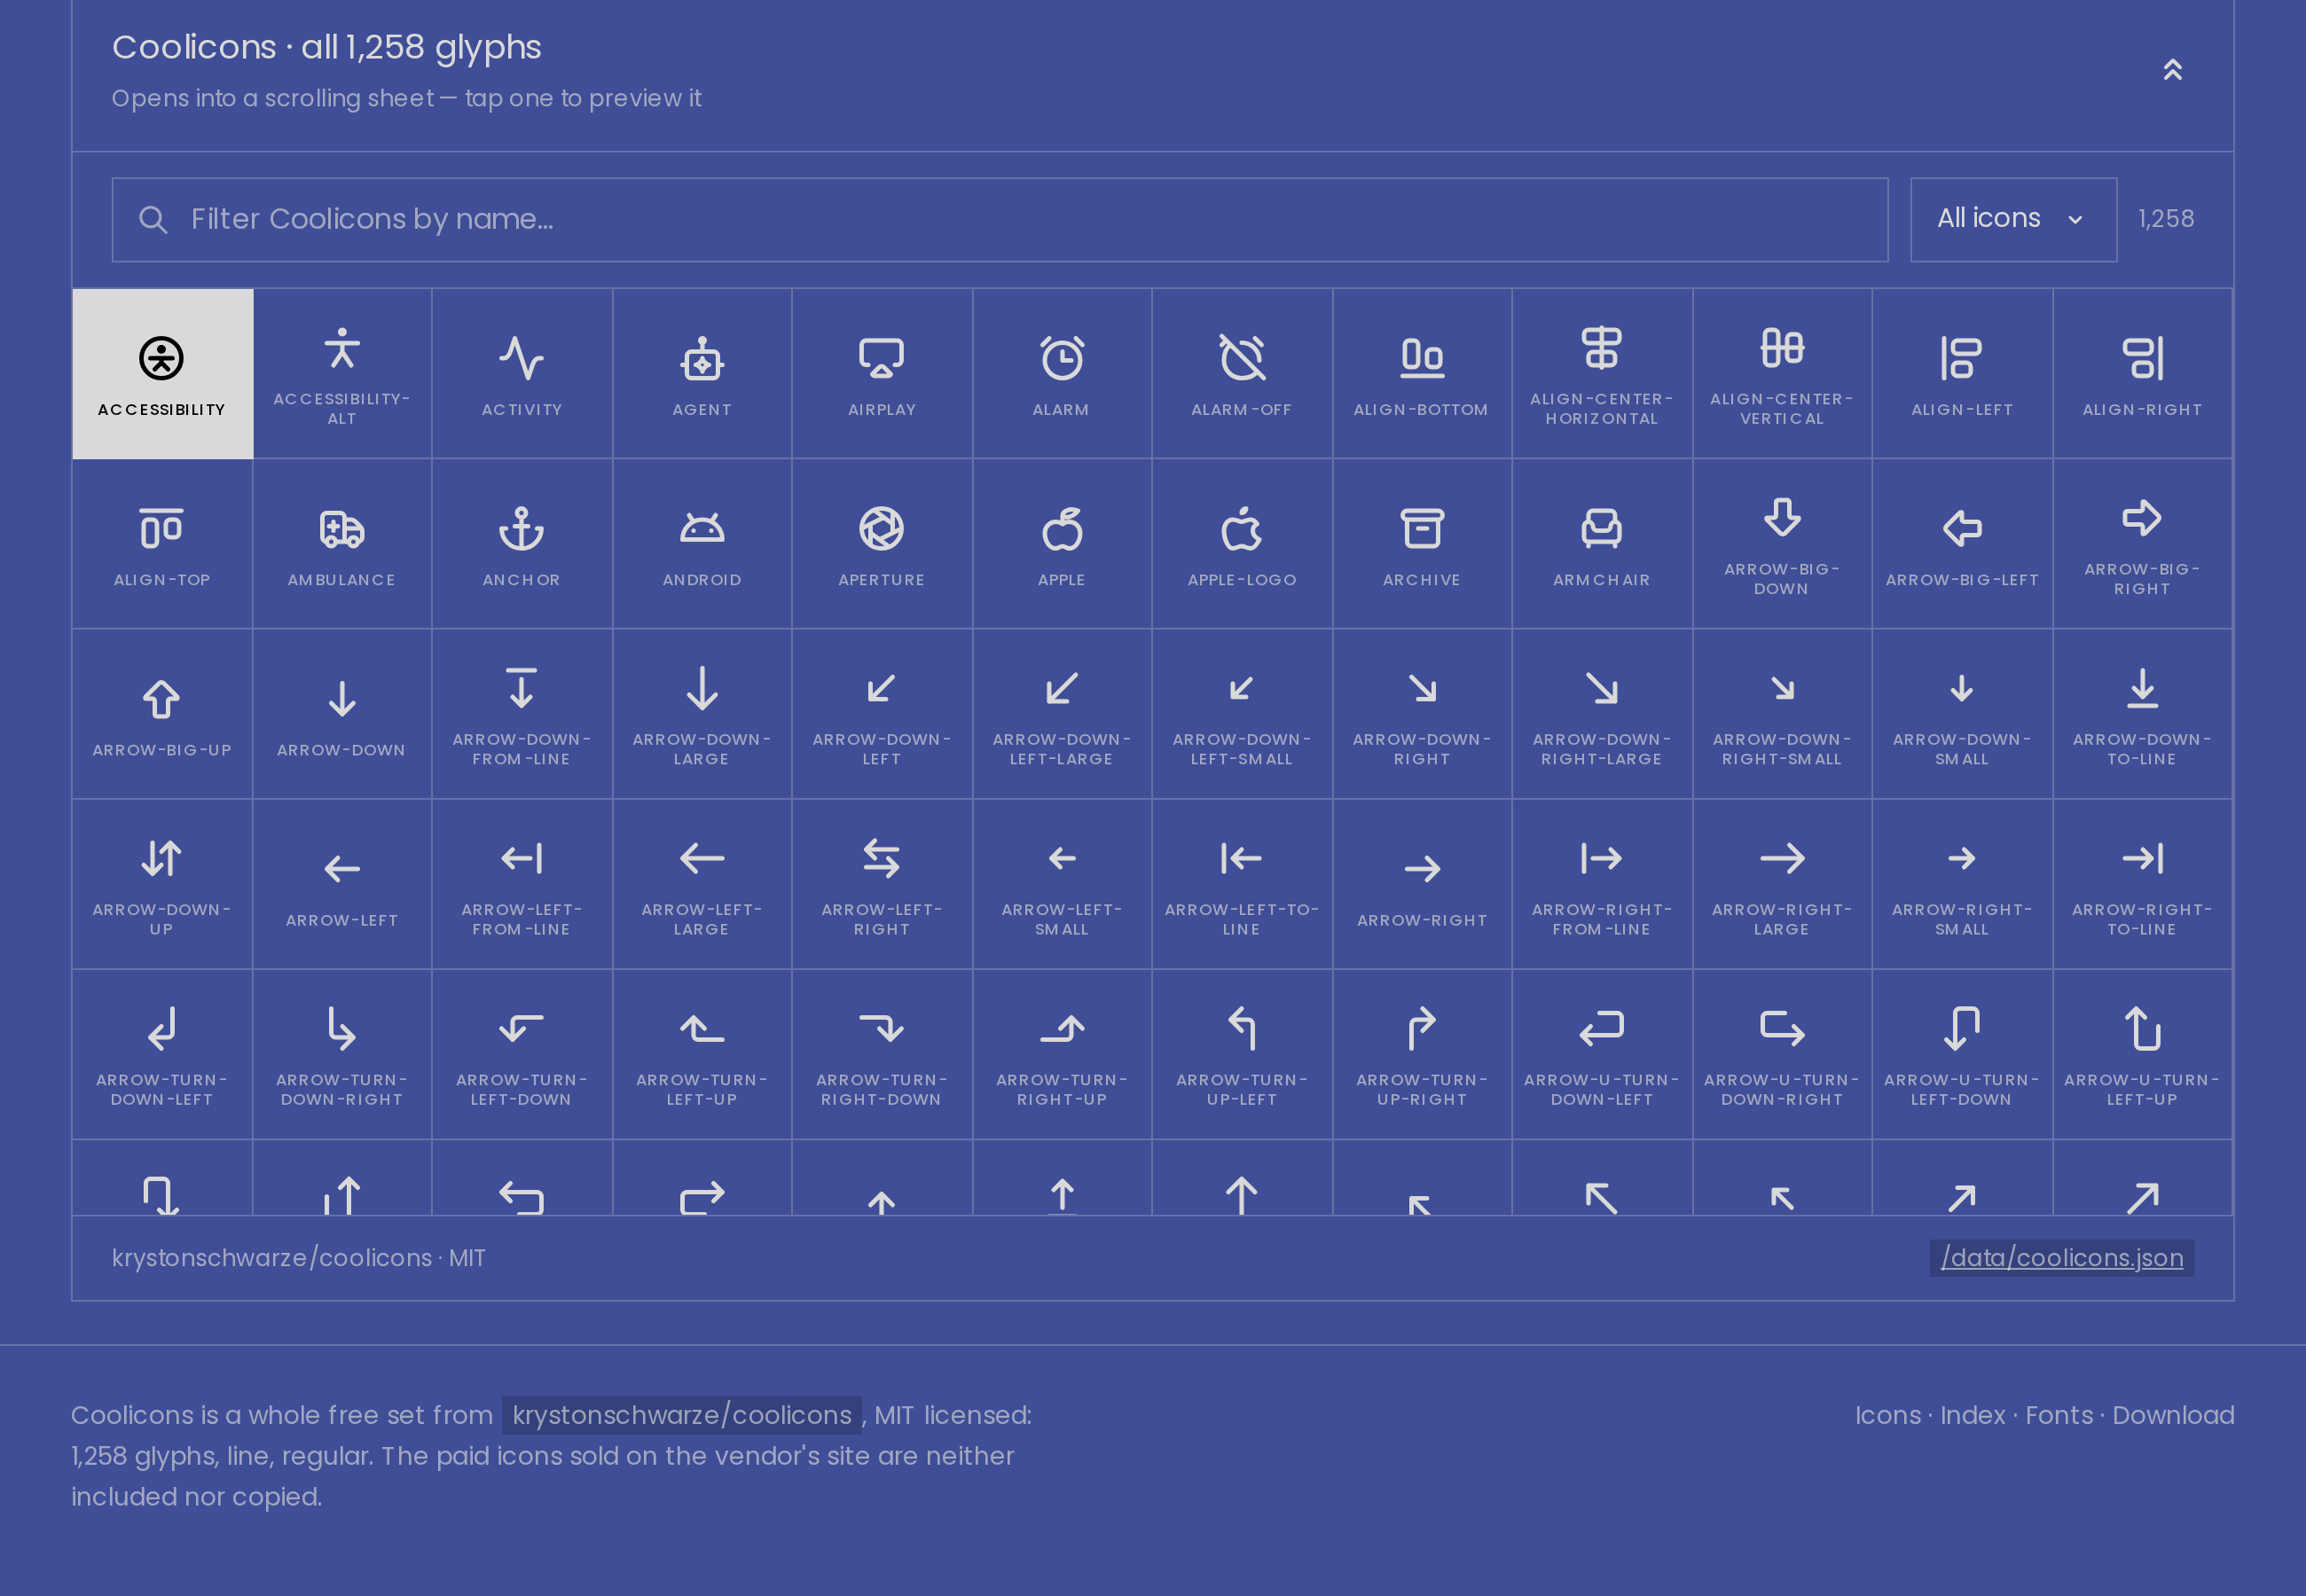 Coolicons · all 1,258 glyphs
Opens into a scrolling sheet — tap one to preview it
Filter Coolicons by name...
All icons
1,258
ACCESSIBILITY
ACCESSIBILITY-
ALT
ACTIVITY
AGENT
AIRPLAY
ALARM
ALARM-OFF
ALIGN-BOTTOM
ALIGN-CENTER-
HORIZONTAL
ALIGN-CENTER-
VERTICAL
ALIGN-LEFT
ALIGN-RIGHT
ALIGN-TOP
AMBULANCE
ANCHOR
ANDROID
APERTURE
APPLE
APPLE-LOGO
ARCHIVE
ARMCHAIR
ARROW-BIG-
DOWN
ARROW-BIG-LEFT
ARROW-BIG-
RIGHT
ARROW-BIG-UP
ARROW-DOWN
ARROW-DOWN-
FROM-LINE
ARROW-DOWN-
LARGE
ARROW-DOWN-
LEFT
ARROW-DOWN-
LEFT-LARGE
ARROW-DOWN-
LEFT-SMALL
ARROW-DOWN-
RIGHT
ARROW-DOWN-
RIGHT-LARGE
ARROW-DOWN-
RIGHT-SMALL
ARROW-DOWN-
SMALL
ARROW-DOWN-
TO-LINE
ARROW-DOWN-
UP
ARROW-LEFT
ARROW-LEFT-
FROM-LINE
ARROW-LEFT-
LARGE
ARROW-LEFT-
RIGHT
ARROW-LEFT-
SMALL
ARROW-LEFT-TO-
LINE
ARROW-RIGHT
ARROW-RIGHT-
FROM-LINE
ARROW-RIGHT-
LARGE
ARROW-RIGHT-
SMALL
ARROW-RIGHT-
TO-LINE
ARROW-TURN-
DOWN-LEFT
ARROW-TURN-
DOWN-RIGHT
ARROW-TURN-
LEFT-DOWN
ARROW-TURN-
LEFT-UP
ARROW-TURN-
RIGHT-DOWN
ARROW-TURN-
RIGHT-UP
ARROW-TURN-
UP-LEFT
ARROW-TURN-
UP-RIGHT
ARROW-U-TURN-
DOWN-LEFT
ARROW-U-TURN-
DOWN-RIGHT
ARROW-U-TURN-
LEFT-DOWN
ARROW-U-TURN-
LEFT-UP
krystonschwarze/coolicons · MIT
/data/coolicons.json
Coolicons is a whole free set from krystonschwarze/coolicons , MIT licensed:
1,258 glyphs, line, regular. The paid icons sold on the vendor's site are neither
included nor copied.
Icons · Index · Fonts · Download